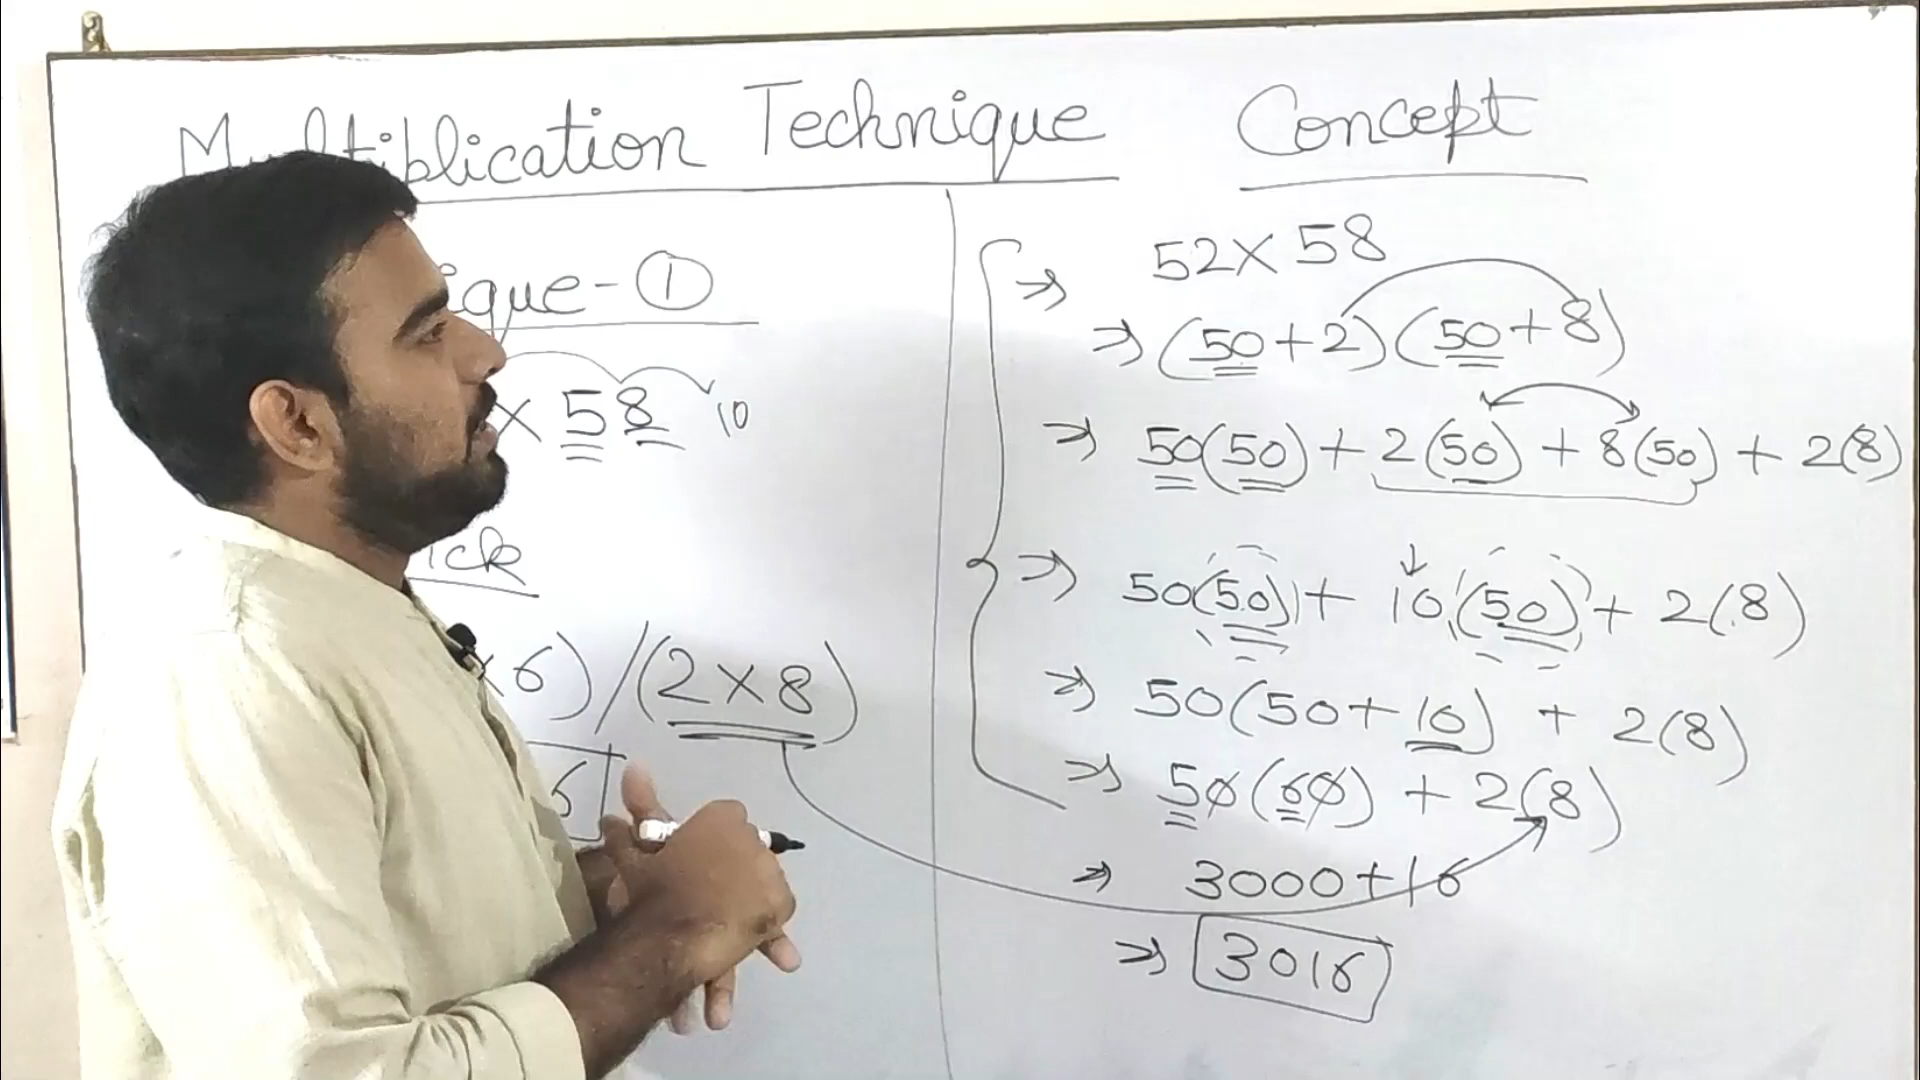 Multiplication Technique
Technique-①
× 58 10
ick
× 6) / (2 × 8)
6
Concept
⇒ 52 × 58
⇒ (50+2)(50+8)
⇒ 50(50) + 2(50) + 8(50) + 2(8)
⇒ 50(50) + 10(50) + 2(8)
⇒ 50(50+10) + 2(8)
⇒ 50(60) + 2(8)
⇒ 3000+16
⇒ 3016